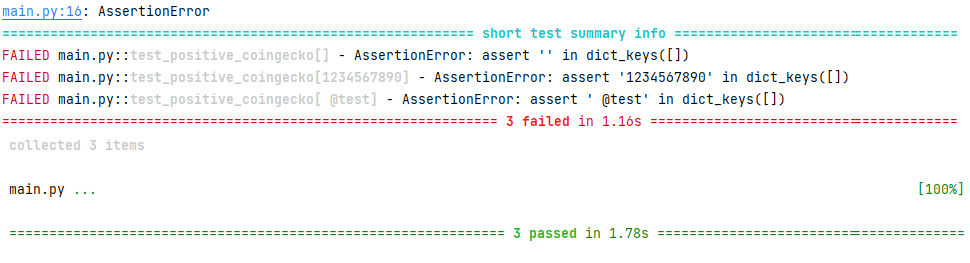 main.py:16: AssertionError
=========================================================== short test summary info ====================================
FAILED main.py::test_positive_coingecko[] - AssertionError: assert '' in dict_keys([])
FAILED main.py::test_positive_coingecko[1234567890] - AssertionError: assert '1234567890' in dict_keys([])
FAILED main.py::test_positive_coingecko[ @test] - AssertionError: assert ' @test' in dict_keys([])
============================================================== 3 failed in 1.16s ======================================
collected 3 items
main.py ... [100%]
============================================================== 3 passed in 1.78s ======================================